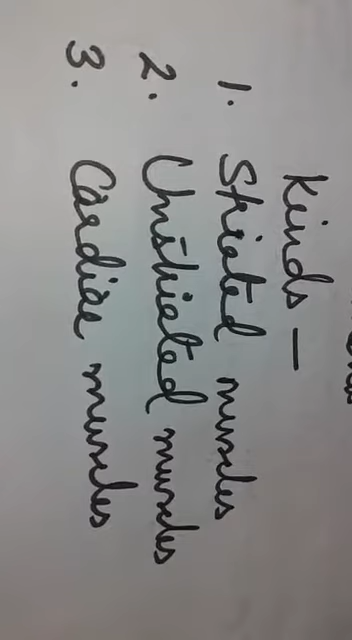 Kinds —
1. Striated muscles
2. Unstriated muscles
3. Cardiac muscles